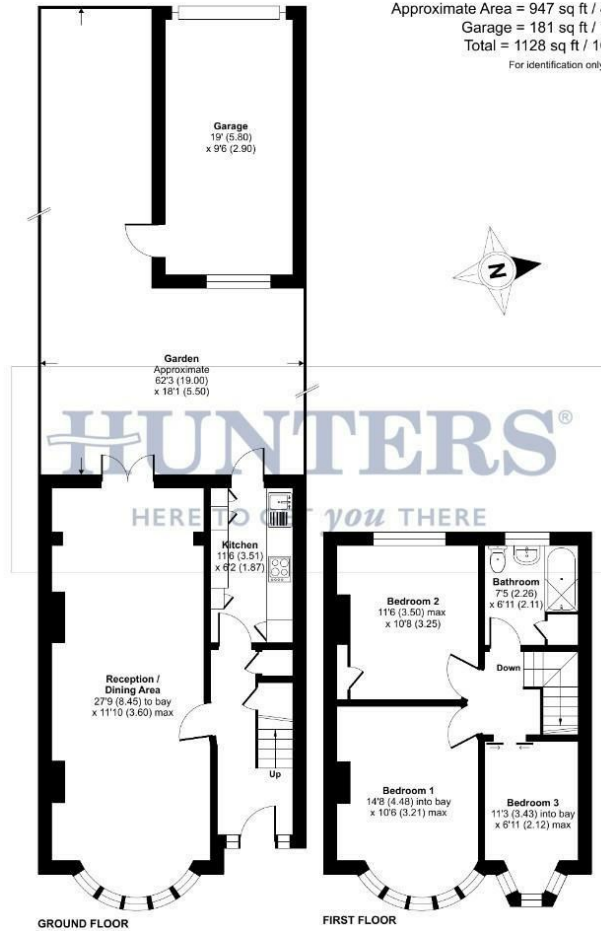 Approximate Area = 947 sq ft /
Garage = 181 sq ft /
Total = 1128 sq ft /
For identification only
Garage
19' (5.80)
x 9'6 (2.90)
N
Garden
Approximate
62'3 (19.00)
x 18'1 (5.50)
HUNTERS®
HERE TO GET you THERE
Kitchen
11'6 (3.51)
x 6'2 (1.87)
Reception /
Dining Area
27'9 (8.45) to bay
x 11'10 (3.60) max
Up
GROUND FLOOR
Bedroom 2
11'6 (3.50) max
x 10'8 (3.25)
Bathroom
7'5 (2.26)
x 6'11 (2.11)
Down
Bedroom 1
14'8 (4.48) into bay
x 10'6 (3.21) max
Bedroom 3
11'3 (3.43) into bay
x 6'11 (2.12) max
FIRST FLOOR